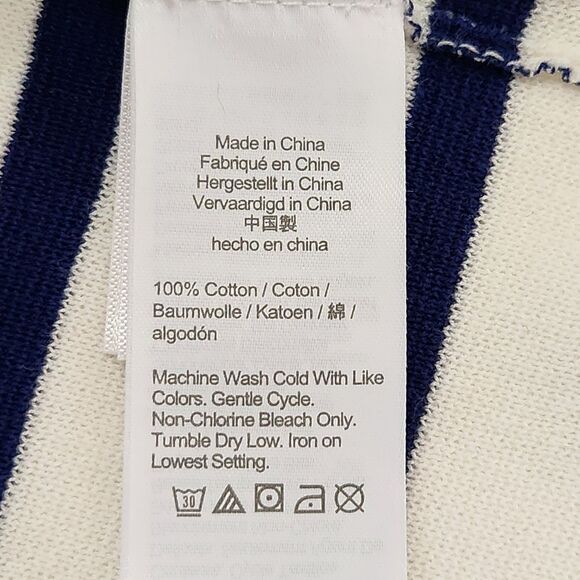 Made in China
Fabriqué en Chine
Hergestellt in China
Vervaardigd in China
中国製
hecho en china
100% Cotton / Coton /
Baumwolle / Katoen / 綿 /
algodón
Machine Wash Cold With Like
Colors. Gentle Cycle.
Non-Chlorine Bleach Only.
Tumble Dry Low. Iron on
Lowest Setting.
30